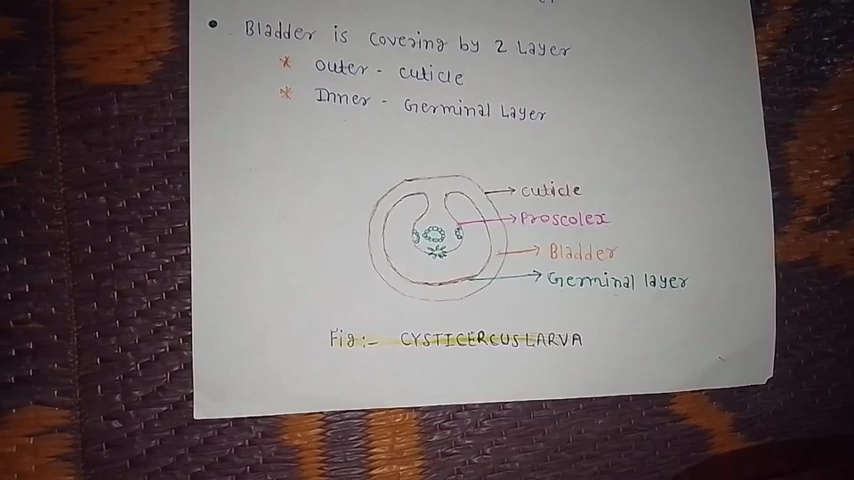 Bladder is covering by 2 Layer
* outer - cuticle
* Inner - Germinal Layer
cuticle
Proscolex
Bladder
Germinal layer
Fig:- CYSTICERCUS LARVA